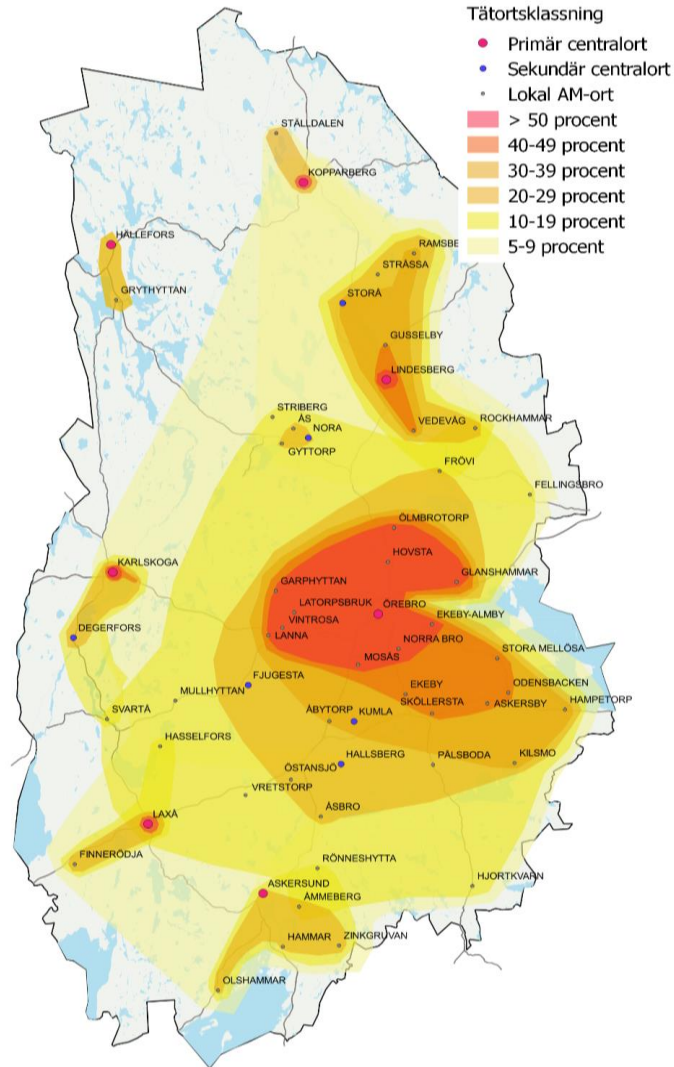 Tätortsklassning
Primär centralort
Sekundär centralort
Lokal AM-ort
> 50 procent
40-49 procent
30-39 procent
20-29 procent
10-19 procent
5-9 procent
STÄLLDALEN
KOPPARBERG
HÄLLEFORS
RAMSBE
STRÅSSA
GRYTHYTTAN
STORÅ
GUSSELBY
LINDESBERG
STRIBERG
ÅS
NORA
VEDEVÅG
ROCKHAMMAR
GYTTORP
FRÖVI
FELLINGSBRO
ÖLMBROTORP
HOVSTA
KARLSKOGA
GARPHYTTAN
GLANSHAMMAR
LATORPSBRUK
ÖREBRO
VINTROSA
EKEBY-ALMBY
DEGERFORS
LANNA
NORRA BRO
MOSÅS
STORA MELLÖSA
FJUGESTA
MULLHYTTAN
EKEBY
ODENSBACKEN
SKÖLLERSTA
ASKERSBY
HAMPETORP
SVARTÅ
ÅBYTORP
KUMLA
HASSELFORS
HALLSBERG
PÅLSBODA
KILSMO
ÖSTANSJÖ
VRETSTORP
LAXÅ
ÅSBRO
FINNERÖDJA
RÖNNESHYTTA
ASKERSUND
HJORTKVARN
ÅMMEBERG
HAMMAR
ZINKGRUVAN
OLSHAMMAR